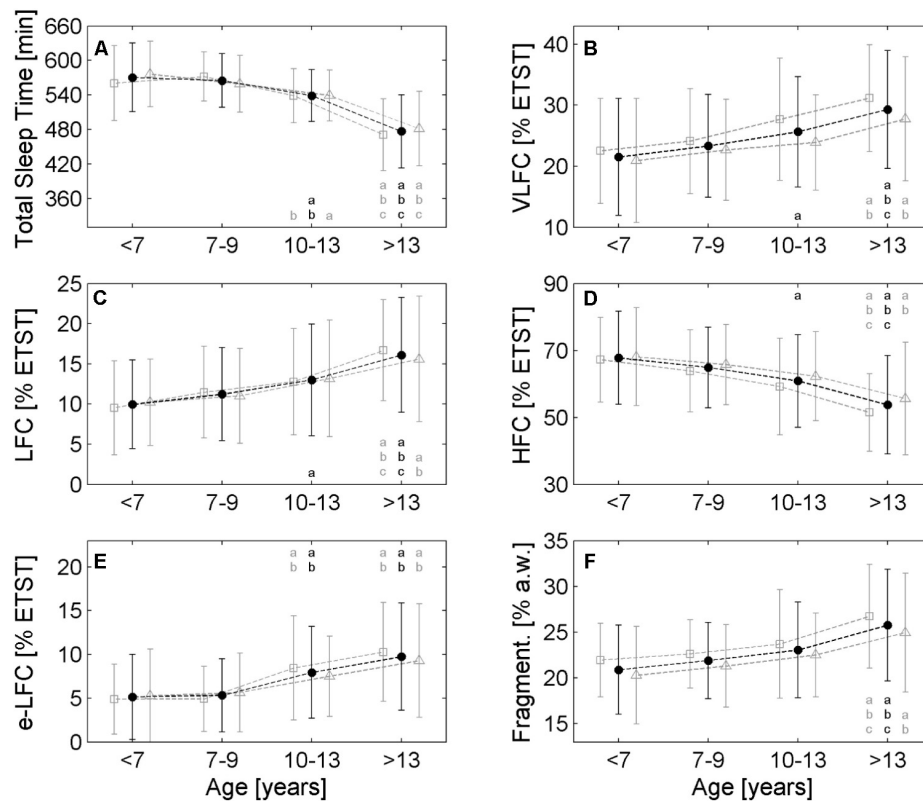 A
Total Sleep Time [min]
660
600
540
480
420
360
a a a
a b b b
b b a c c c
<7 7-9 10-13 >13
B
VLFC [% ETST]
40
30
20
10
a
a b a
a b c b
<7 7-9 10-13 >13
C
LFC [% ETST]
25
20
15
10
5
0
a a
b b a
a c c b
<7 7-9 10-13 >13
D
HFC [% ETST]
90
70
50
30
a a a a
b b b
c c
<7 7-9 10-13 >13
E
e-LFC [% ETST]
20
15
10
5
0
a a a a a
b b b b b
<7 7-9 10-13 >13
Age [years]
F
Fragment. [% a.w.]
35
30
25
20
15
a a
b b a
c c b
<7 7-9 10-13 >13
Age [years]